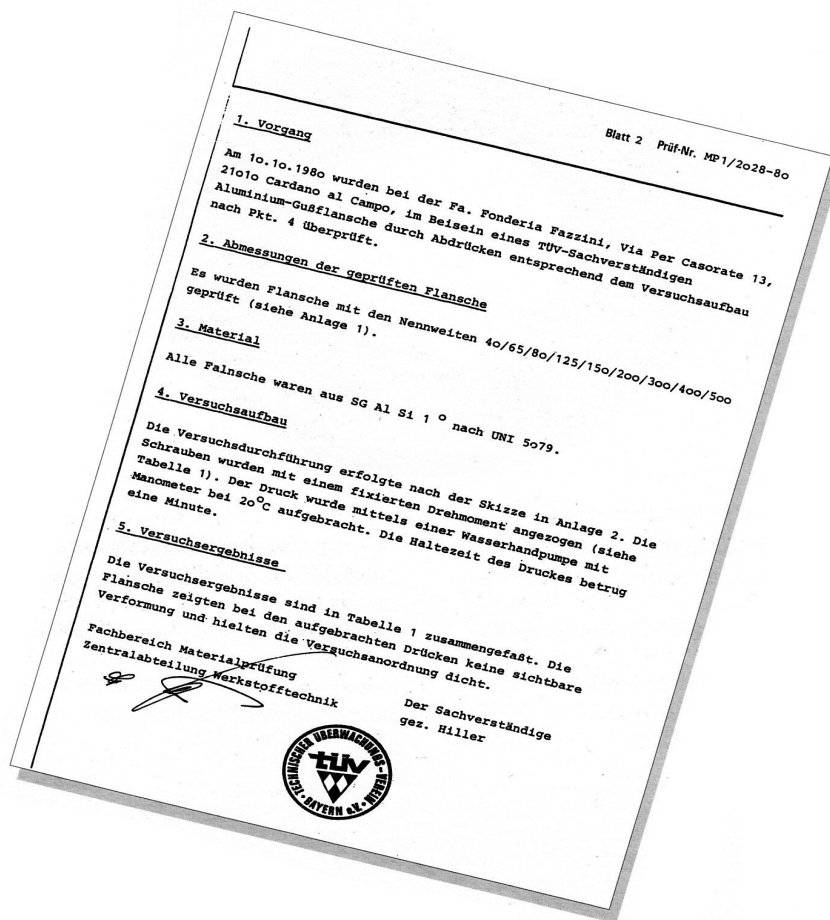 Blatt 2 Prüf-Nr. MP1/2o28-8o
1. Vorgang
Am 1o.1o.198o wurden bei der Fa. Fonderia Fazzini, Via Per Casorate 13,
21o1o Cardano al Campo, im Beisein eines TÜV-Sachverständigen
Aluminium-Gußflansche durch Abdrücken entsprechend dem Versuchsaufbau
nach Pkt. 4 überprüft.
2. Abmessungen der geprüften Flansche
Es wurden Flansche mit den Nennweiten 4o/65/8o/125/15o/2oo/3oo/4oo/5oo
geprüft (siehe Anlage 1).
3. Material
Alle Falnsche waren aus SG Al Si 1 o nach UNI 5o79.
4. Versuchsaufbau
Die Versuchsdurchführung erfolgte nach der Skizze in Anlage 2. Die
Schrauben wurden mit einem fixierten Drehmoment angezogen (siehe
Tabelle 1). Der Druck wurde mittels einer Wasserhandpumpe mit
Manometer bei 2o°C aufgebracht. Die Haltezeit des Druckes betrug
eine Minute.
5. Versuchsergebnisse
Die Versuchsergebnisse sind in Tabelle 1 zusammengefaßt. Die
Flansche zeigten bei den aufgebrachten Drücken keine sichtbare
Verformung und hielten die Versuchsanordnung dicht.
Fachbereich Materialprüfung
Zentralabteilung Werkstofftechnik
Der Sachverständige
gez. Hiller
TECHNISCHER ÜBERWACHUNGS-VEREIN
TÜV
BAYERN e.V.